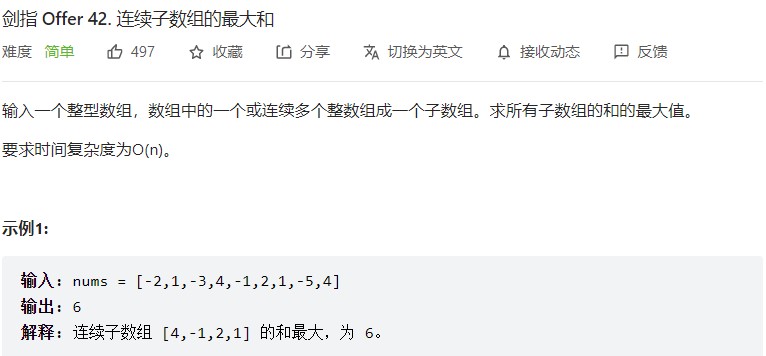 剑指 Offer 42. 连续子数组的最大和
难度 简单 497 收藏 分享 切换为英文 接收动态 反馈
输入一个整型数组，数组中的一个或连续多个整数组成一个子数组。求所有子数组的和的最大值。
要求时间复杂度为O(n)。
示例1:
输入: nums = [-2,1,-3,4,-1,2,1,-5,4]
输出: 6
解释: 连续子数组 [4,-1,2,1] 的和最大，为 6。